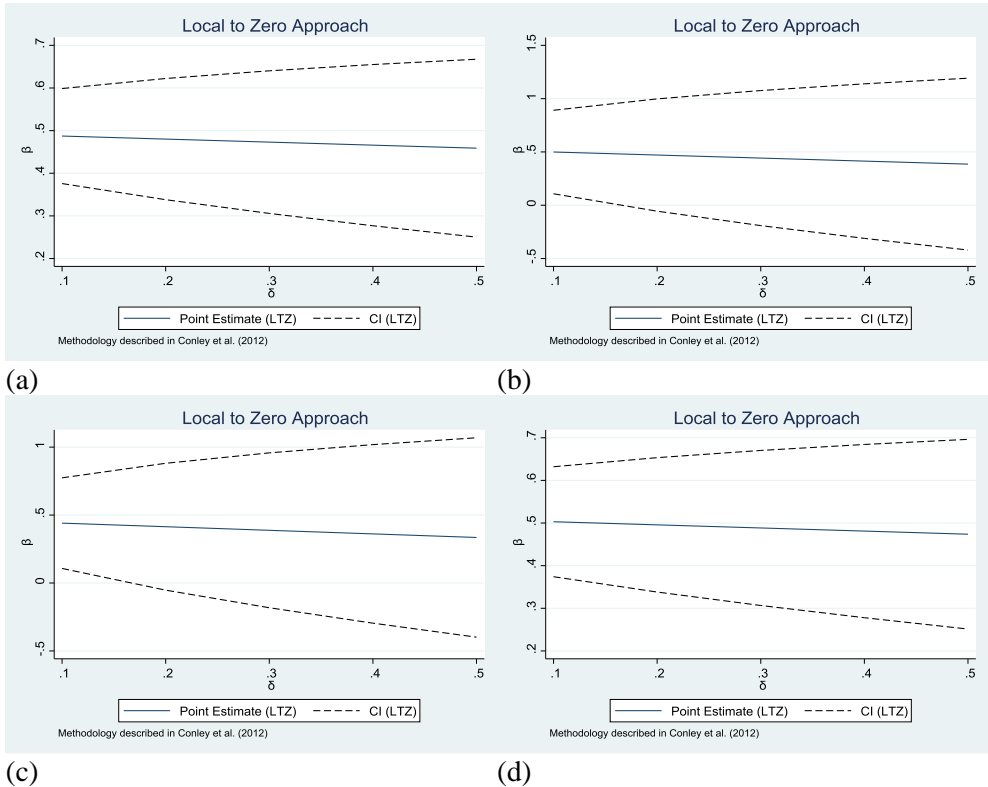 Local to Zero Approach
.7
.6
.5
.4
.3
.2
β
.1 .2 .3 .4 .5
δ
Point Estimate (LTZ) CI (LTZ)
Methodology described in Conley et al. (2012)
(a)
Local to Zero Approach
1.5
1
.5
0
-.5
β
.1 .2 .3 .4 .5
δ
Point Estimate (LTZ) CI (LTZ)
Methodology described in Conley et al. (2012)
(b)
Local to Zero Approach
1
.5
0
-.5
β
.1 .2 .3 .4 .5
δ
Point Estimate (LTZ) CI (LTZ)
Methodology described in Conley et al. (2012)
(c)
Local to Zero Approach
.7
.6
.5
.4
.3
.2
β
.1 .2 .3 .4 .5
δ
Point Estimate (LTZ) CI (LTZ)
Methodology described in Conley et al. (2012)
(d)